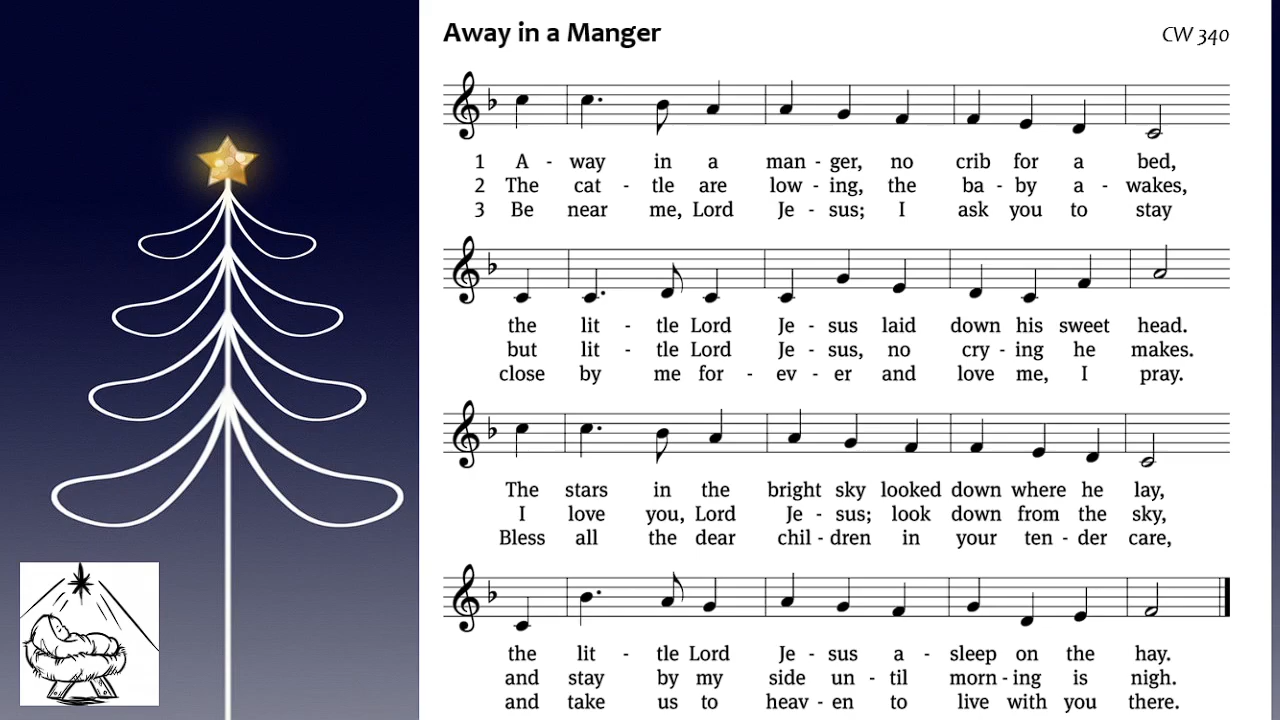 Away in a Manger
CW 340
1 A - way in a man - ger, no crib for a bed,
2 The cat - tle are low - ing, the ba - by a - wakes,
3 Be near me, Lord Je - sus; I ask you to stay
the lit - tle Lord Je - sus laid down his sweet head.
but lit - tle Lord Je - sus, no cry - ing he makes.
close by me for - ev - er and love me, I pray.
The stars in the bright sky looked down where he lay,
I love you, Lord Je - sus; look down from the sky,
Bless all the dear chil - dren in your ten - der care,
the lit - tle Lord Je - sus a - sleep on the hay.
and stay by my side un - til morn - ing is nigh.
and take us to heav - en to live with you there.